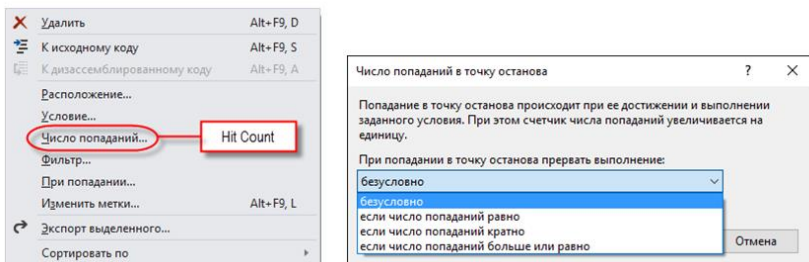 Удалить Alt+F9, D
К исходному коду Alt+F9, S
К дизассемблированному коду Alt+F9, A
Расположение...
Условие...
Число попаданий... Hit Count
Фильтр...
При попадании...
Изменить метки... Alt+F9, L
Экспорт выделенного...
Сортировать по
Число попаданий в точку останова ? ×
Попадание в точку останова происходит при ее достижении и выполнении
заданного условия. При этом счетчик числа попаданий увеличивается на
единицу.
При попадании в точку останова прервать выполнение:
безусловно
безусловно
если число попаданий равно
если число попаданий кратно
если число попаданий больше или равно
Отмена